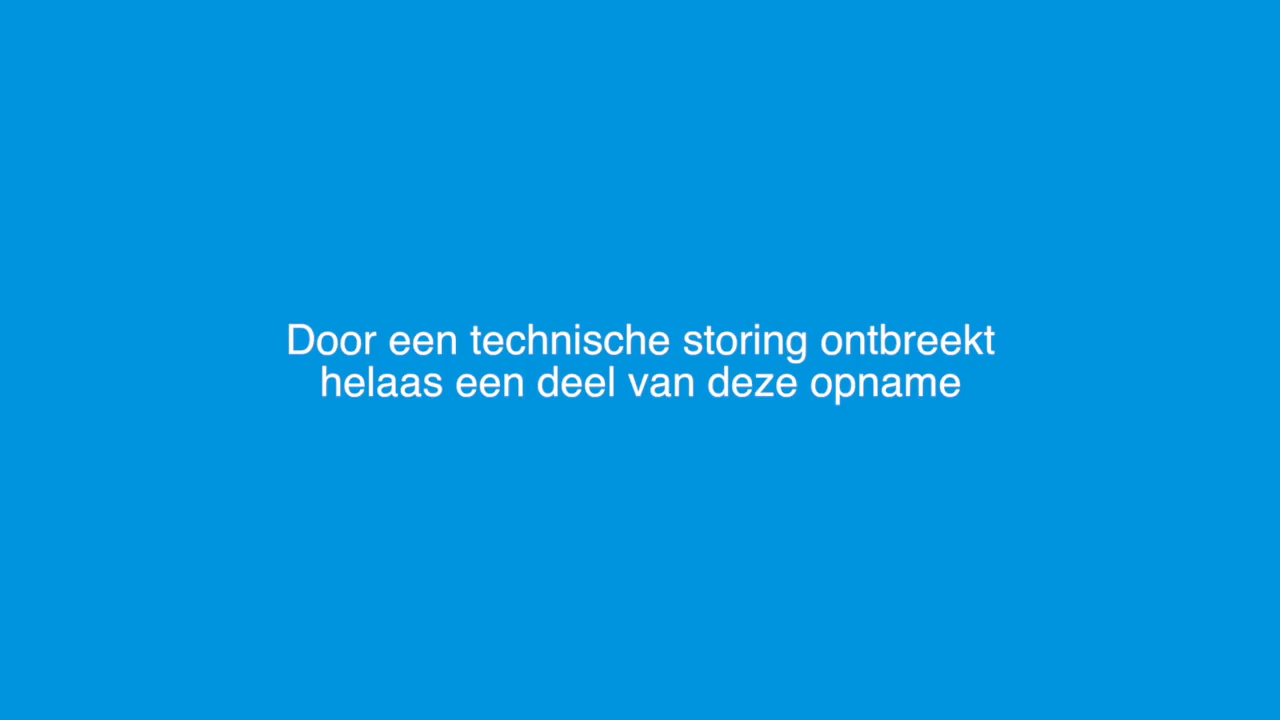 Door een technische storing ontbreekt
helaas een deel van deze opname